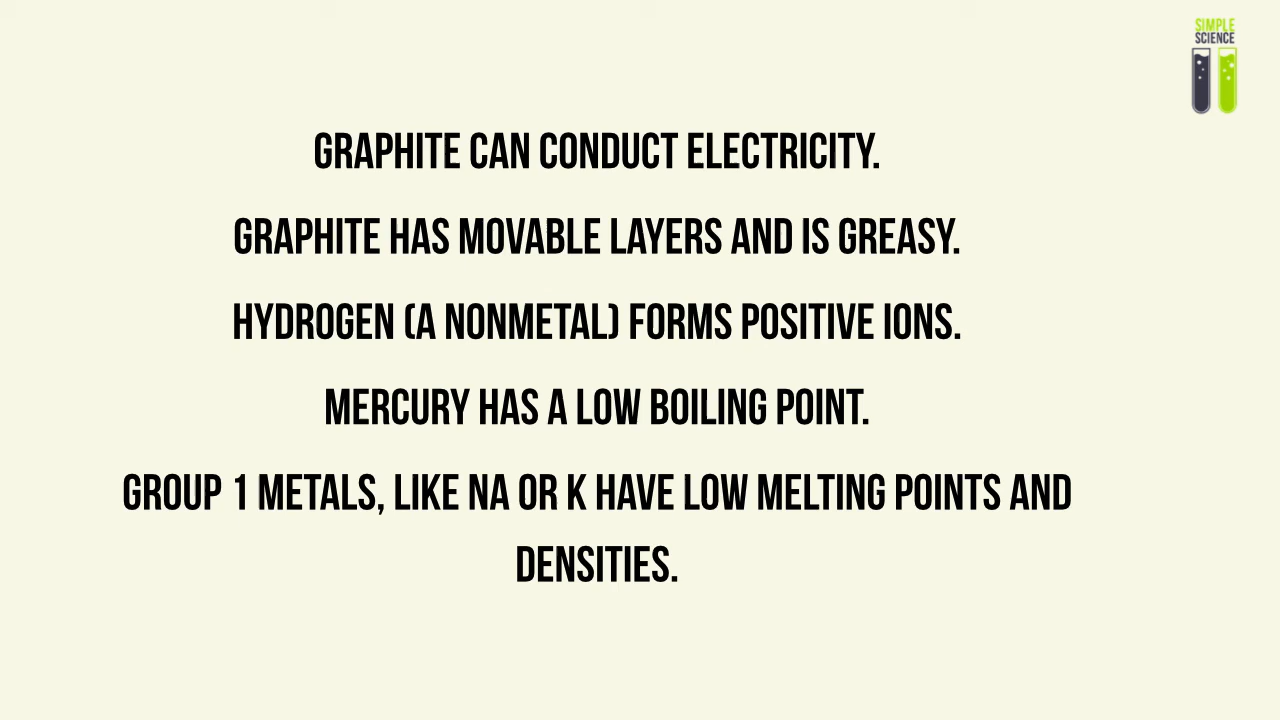 SIMPLE
SCIENCE
GRAPHITE CAN CONDUCT ELECTRICITY.
GRAPHITE HAS MOVABLE LAYERS AND IS GREASY.
HYDROGEN (A NONMETAL) FORMS POSITIVE IONS.
MERCURY HAS A LOW BOILING POINT.
GROUP 1 METALS, LIKE NA OR K HAVE LOW MELTING POINTS AND
DENSITIES.